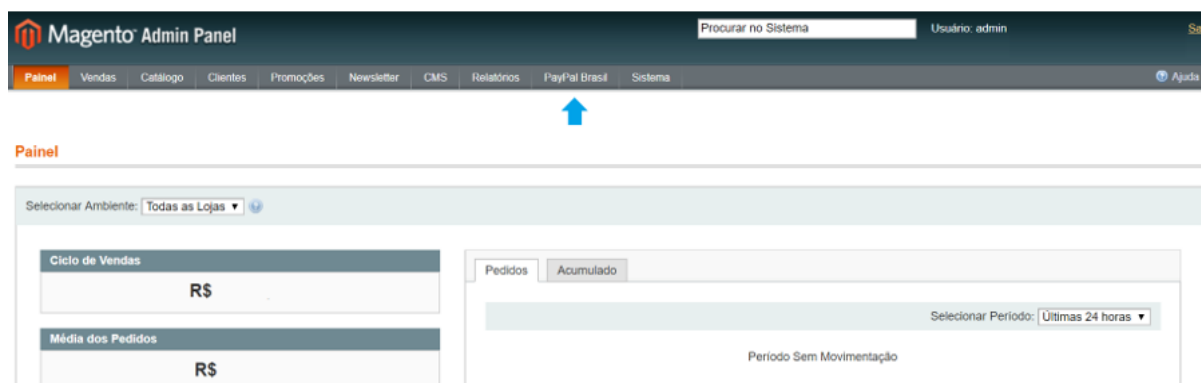 Magento Admin Panel
Procurar no Sistema
Usuário: admin
Painel Vendas Catálogo Clientes Promoções Newsletter CMS Relatórios PayPal Brasil Sistema Ajuda
Painel
Selecionar Ambiente: Todas as Lojas
Ciclo de Vendas
R$
Média dos Pedidos
R$
Pedidos Acumulado
Selecionar Período: Últimas 24 horas
Período Sem Movimentação